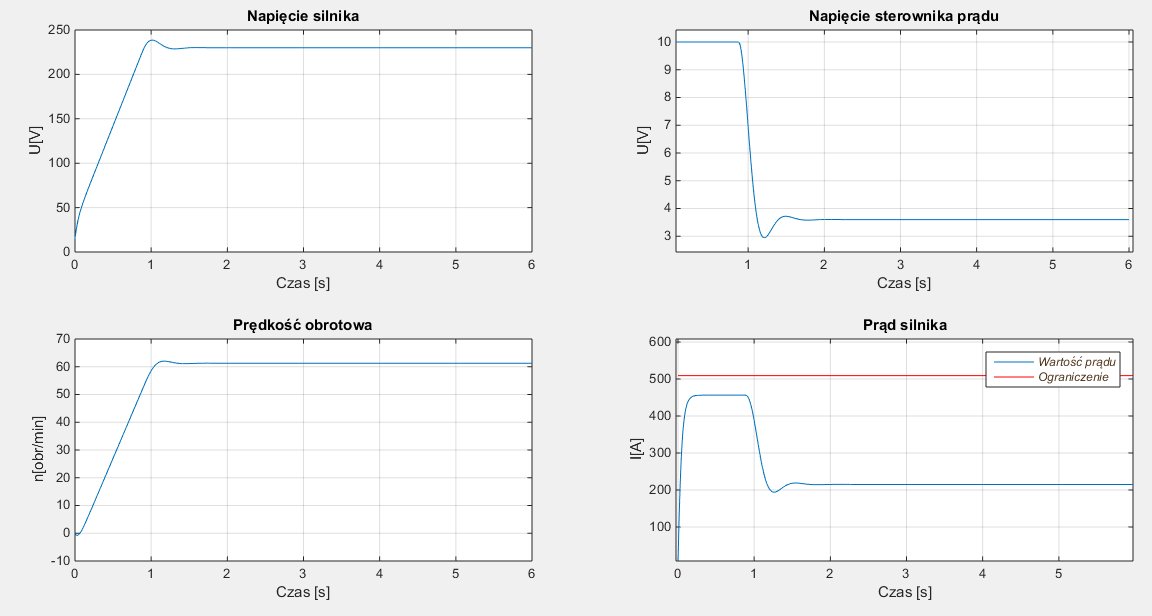 Napięcie silnika
250
200
150
100
50
0
U[V]
0 1 2 3 4 5 6
Czas [s]
Napięcie sterownika prądu
10
9
8
7
6
5
4
3
U[V]
1 2 3 4 5 6
Czas [s]
Prędkość obrotowa
70
60
50
40
30
20
10
0
-10
n[obr/min]
0 1 2 3 4 5 6
Czas [s]
Prąd silnika
600
500
400
300
200
100
I[A]
Wartość prądu
Ograniczenie
0 1 2 3 4 5
Czas [s]